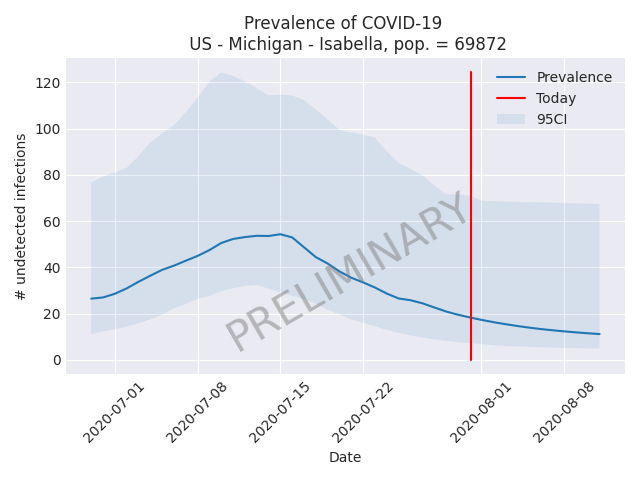 Prevalence of COVID-19
US - Michigan - Isabella, pop. = 69872
# undetected infections
120
100
80
60
40
20
0
Prevalence
Today
95CI
PRELIMINARY
2020-07-01
2020-07-08
2020-07-15
2020-07-22
2020-08-01
2020-08-08
Date